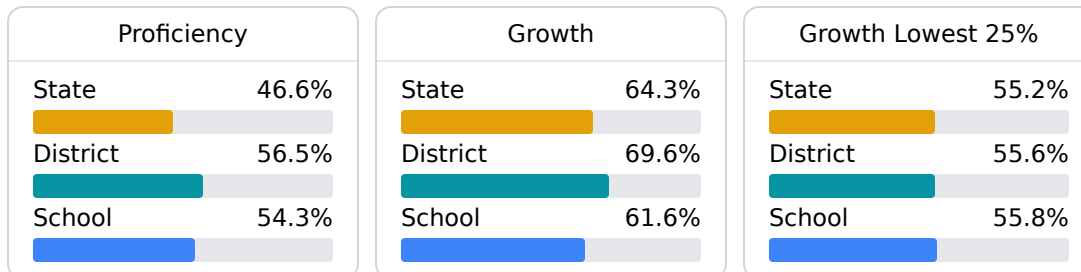 Proficiency
State 46.6%
District 56.5%
School 54.3%
Growth
State 64.3%
District 69.6%
School 61.6%
Growth Lowest 25%
State 55.2%
District 55.6%
School 55.8%